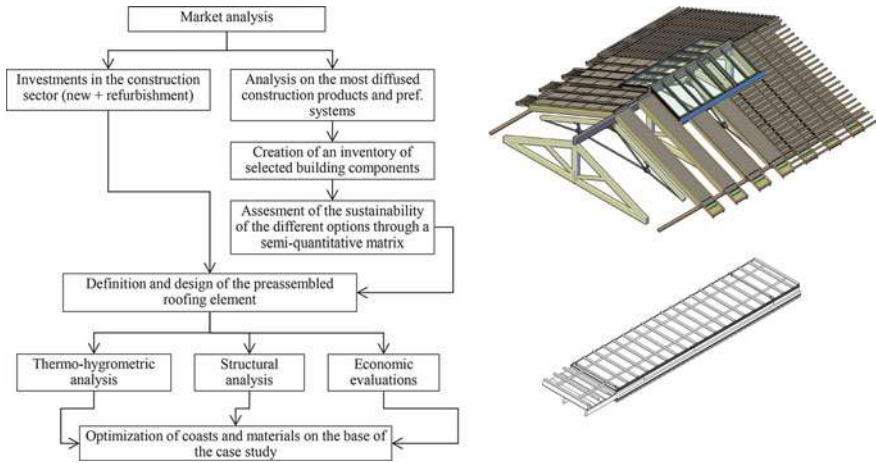 Market analysis
Investments in the construction
sector (new + refurbishment)
Analysis on the most diffused
construction products and pref.
systems
Creation of an inventory of
selected building components
Assesment of the sustainability
of the different options through a
semi-quantitative matrix
Definition and design of the preassembled
roofing element
Thermo-hygrometric
analysis
Structural
analysis
Economic
evaluations
Optimization of coasts and materials on the base of
the case study